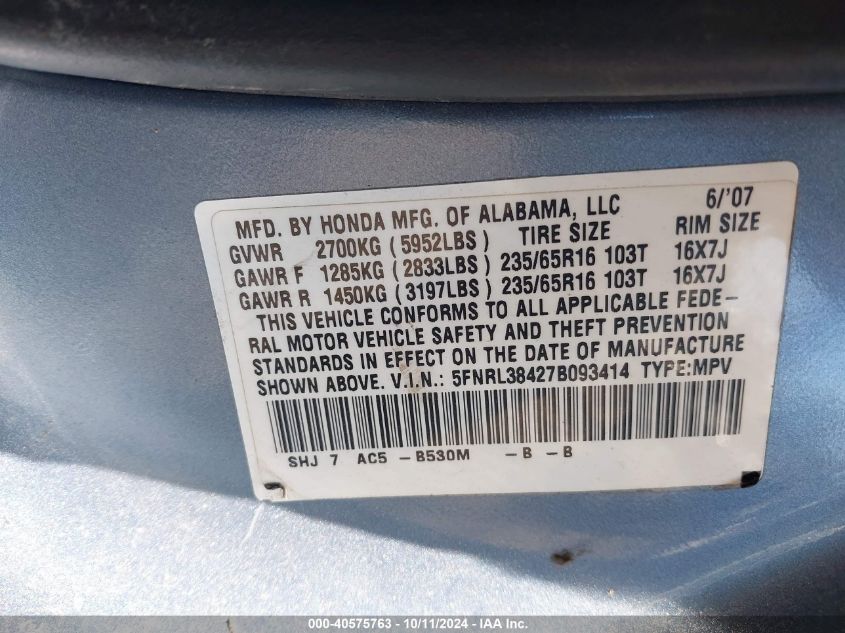 MFD. BY HONDA MFG. OF ALABAMA, LLC 6/'07
GVWR 2700KG (5952LBS) TIRE SIZE RIM SIZE
GAWR F 1285KG (2833LBS) 235/65R16 103T 16X7J
GAWR R 1450KG (3197LBS) 235/65R16 103T 16X7J
THIS VEHICLE CONFORMS TO ALL APPLICABLE FEDE-
RAL MOTOR VEHICLE SAFETY AND THEFT PREVENTION
STANDARDS IN EFFECT ON THE DATE OF MANUFACTURE
SHOWN ABOVE. V.I.N.: 5FNRL38427B093414 TYPE:MPV
SHJ 7 AC5 -B530M -B -B
000-40575763 - 10/11/2024 - IAA Inc.